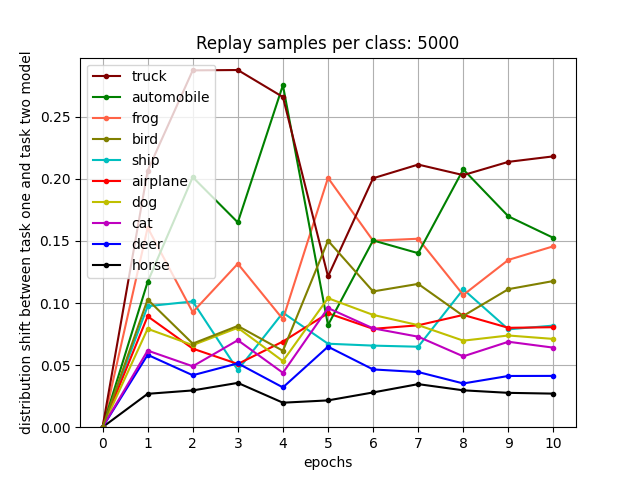 Replay samples per class: 5000
distribution shift between task one and task two model
0.25
0.20
0.15
0.10
0.05
0.00
truck
automobile
frog
bird
ship
airplane
dog
cat
deer
horse
0 1 2 3 4 5 6 7 8 9 10
epochs